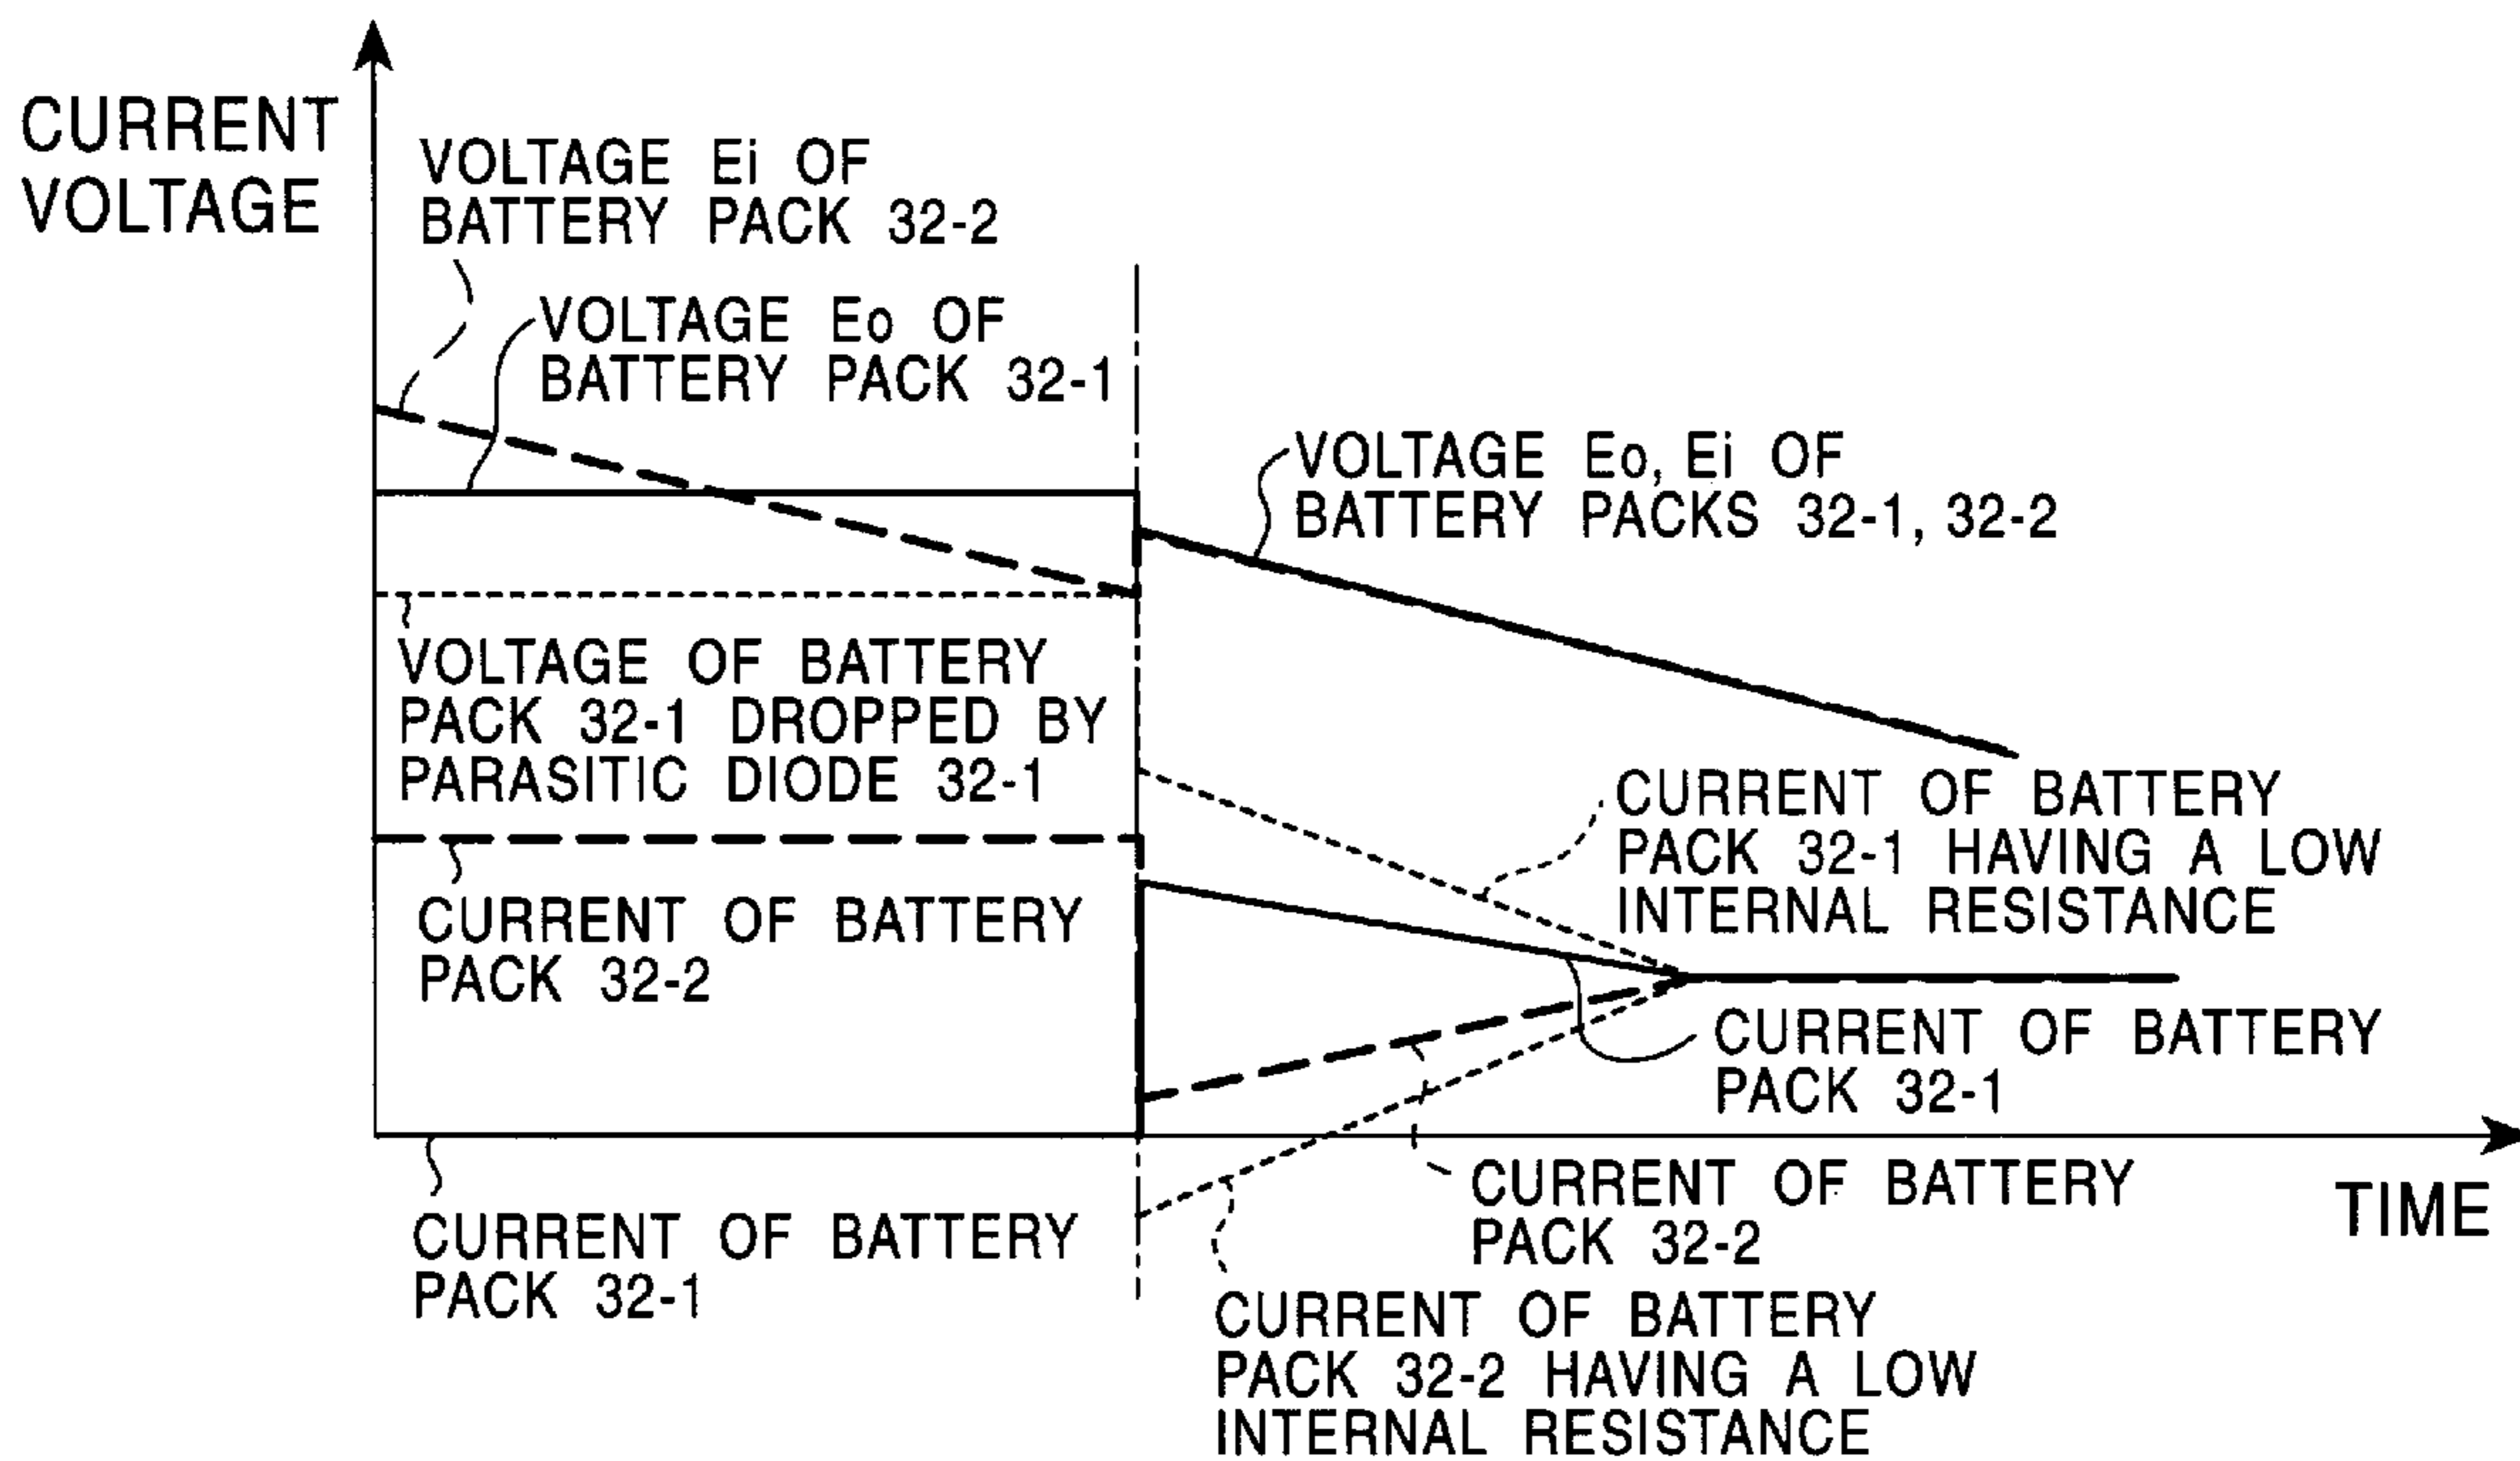 CURRENT
VOLTAGE
VOLTAGE Ei OF
BATTERY PACK 32-2
VOLTAGE Eo OF
BATTERY PACK 32-1
VOLTAGE Eo, Ei OF
BATTERY PACKS 32-1, 32-2
VOLTAGE OF BATTERY
PACK 32-1 DROPPED BY
PARASITIC DIODE 32-1
CURRENT OF BATTERY
PACK 32-1 HAVING A LOW
INTERNAL RESISTANCE
CURRENT OF BATTERY
PACK 32-2
CURRENT OF BATTERY
PACK 32-1
CURRENT OF BATTERY
PACK 32-2
TIME
CURRENT OF BATTERY
PACK 32-1
CURRENT OF BATTERY
PACK 32-2 HAVING A LOW
INTERNAL RESISTANCE